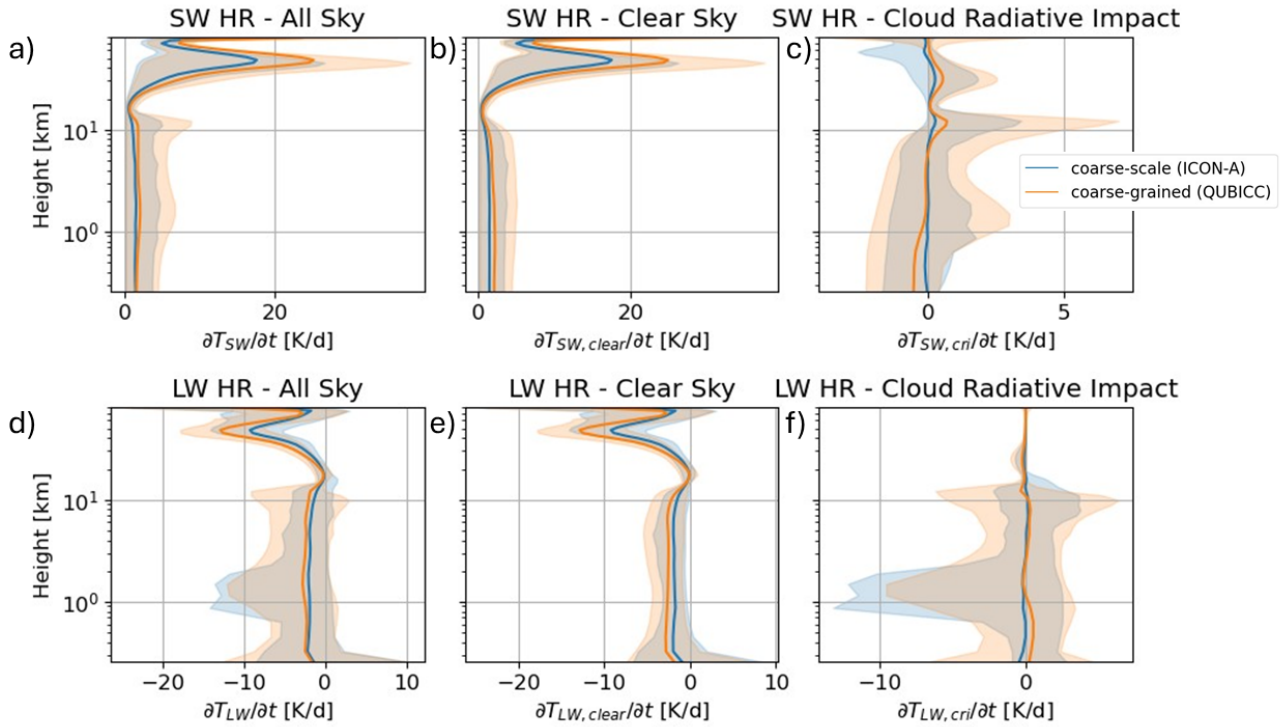 SW HR - All Sky
SW HR - Clear Sky
SW HR - Cloud Radiative Impact
a)
b)
c)
Height [km]
10¹
10⁰
coarse-scale (ICON-A)
coarse-grained (QUBICC)
0
20
0
20
0
5
∂T_SW/∂t [K/d]
∂T_SW,clear/∂t [K/d]
∂T_SW,cri/∂t [K/d]
LW HR - All Sky
LW HR - Clear Sky
LW HR - Cloud Radiative Impact
d)
e)
f)
Height [km]
10¹
10⁰
−20
−10
0
10
−20
−10
0
10
−10
0
∂T_LW/∂t [K/d]
∂T_LW,clear/∂t [K/d]
∂T_LW,cri/∂t [K/d]